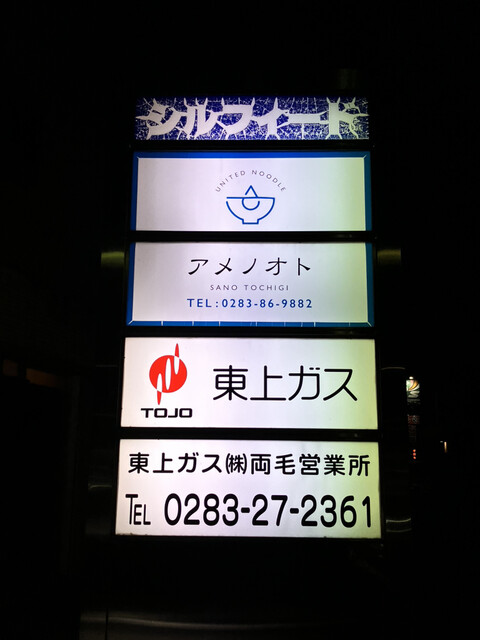 シルフィード
UNITED NOODLE
アメノオト
SANO TOCHIGI
TEL:0283-86-9882
TOJO
東上ガス
東上ガス㈱両毛営業所
TEL 0283-27-2361